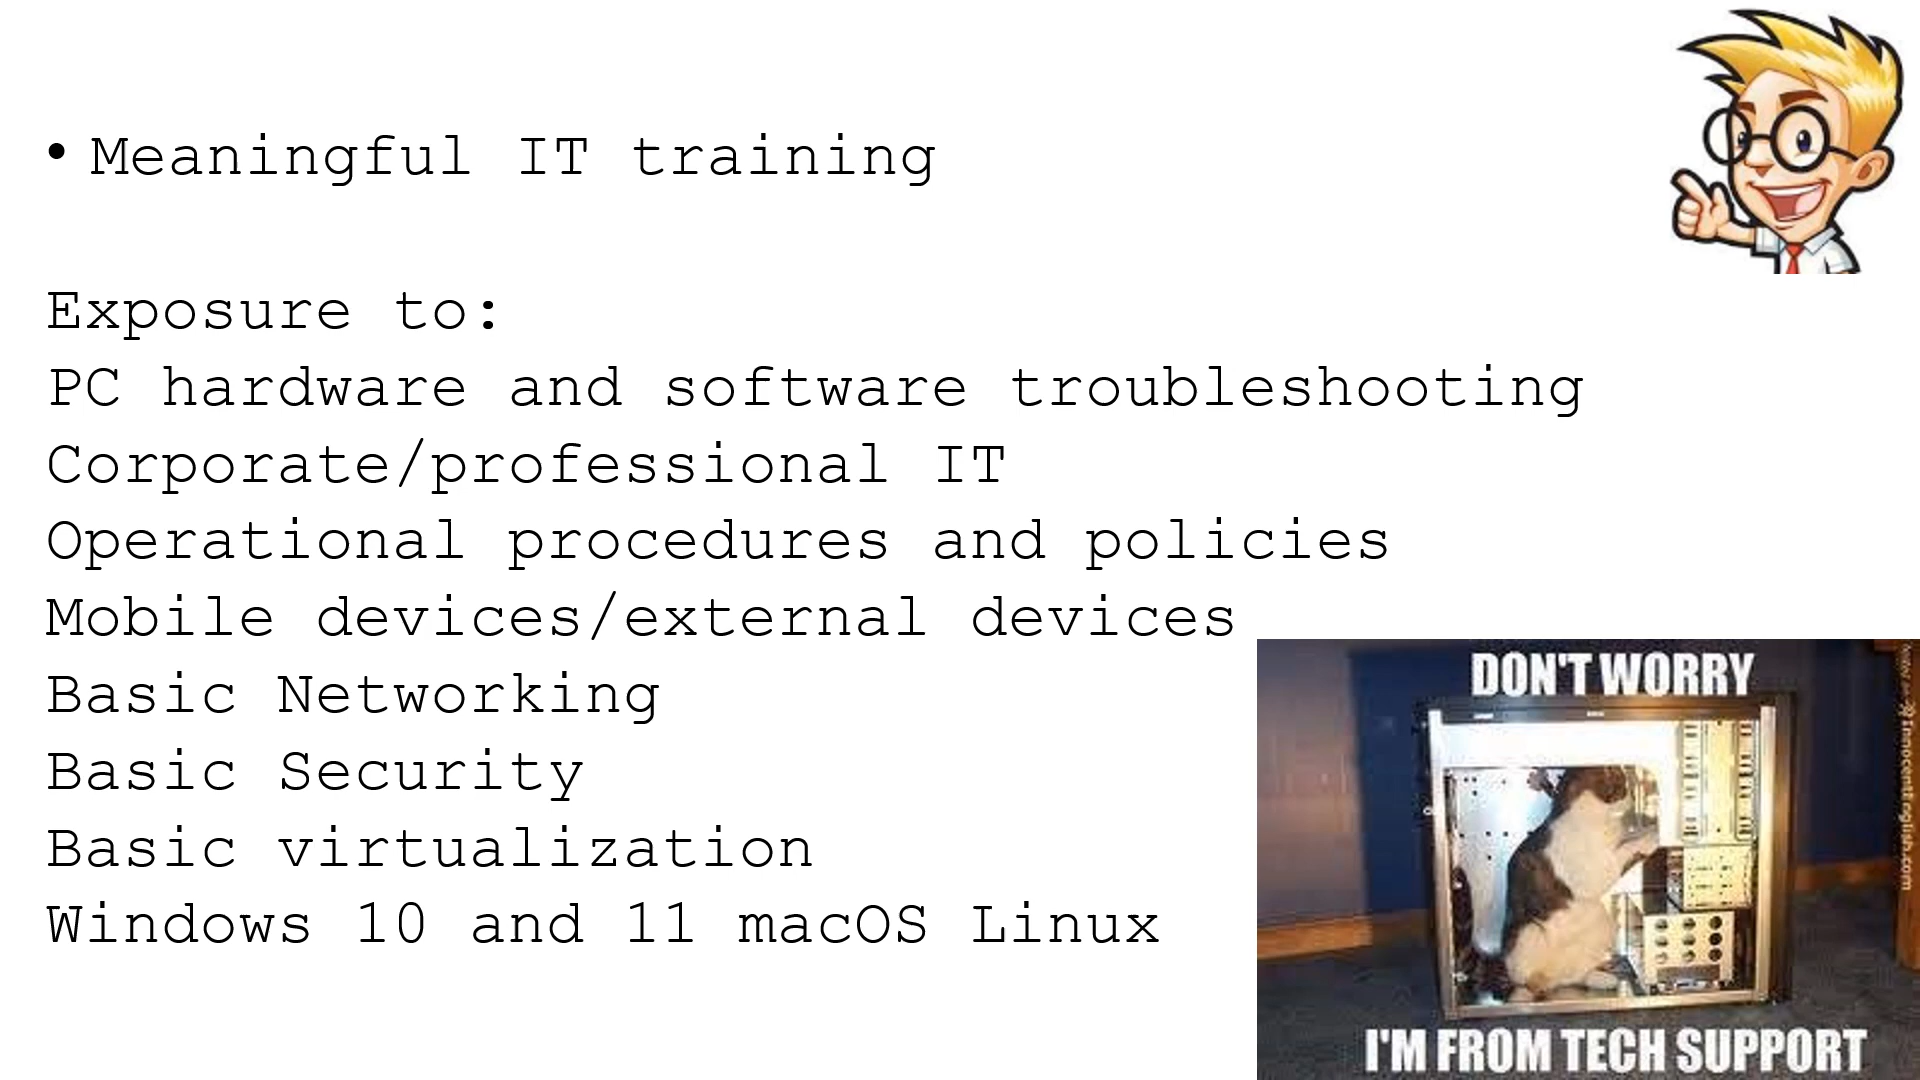 • Meaningful IT training
Exposure to:
PC hardware and software troubleshooting
Corporate/professional IT
Operational procedures and policies
Mobile devices/external devices
Basic Networking
Basic Security
Basic virtualization
Windows 10 and 11 macOS Linux
DON'T WORRY
I'M FROM TECH SUPPORT
innocentEnglish.com